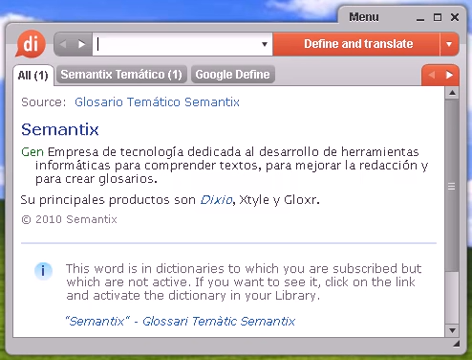 Menu
di
Define and translate
All (1) Semantix Temático (1) Google Define
Source: Glosario Temático Semantix
Semantix
Gen Empresa de tecnología dedicada al desarrollo de herramientas
informáticas para comprender textos, para mejorar la redacción y
para crear glosarios.
Su principales productos son Dixio, Xtyle y Gloxr.
© 2010 Semantix
This word is in dictionaries to which you are subscribed but
which are not active. If you want to see it, click on the link
and activate the dictionary in your Library.
"Semantix" - Glossari Temàtic Semantix